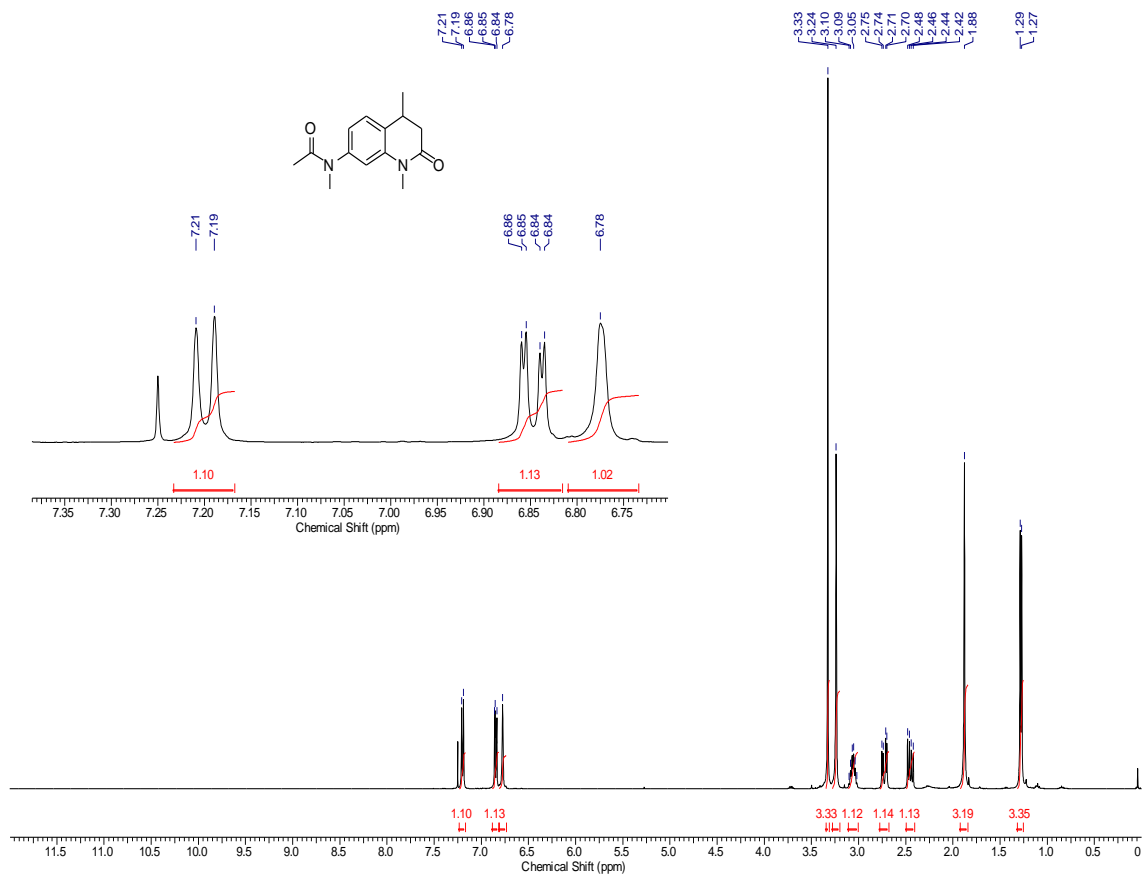 7.21 7.19 6.86 6.85 6.84 6.78 3.33 3.24 3.10 3.09 3.05 2.75 2.74 2.71 2.70 2.48 2.46 2.44 2.42 1.88 1.29 1.27
O
N
N
O
7.21 7.19 6.86 6.85 6.84 6.84 6.78
1.10 1.13 1.02
7.35 7.30 7.25 7.20 7.15 7.10 7.05 7.00 6.95 6.90 6.85 6.80 6.75
Chemical Shift (ppm)
1.10 1.13 3.33 1.12 1.14 1.13 3.19 3.35
11.5 11.0 10.5 10.0 9.5 9.0 8.5 8.0 7.5 7.0 6.5 6.0 5.5 5.0 4.5 4.0 3.5 3.0 2.5 2.0 1.5 1.0 0.5 0
Chemical Shift (ppm)